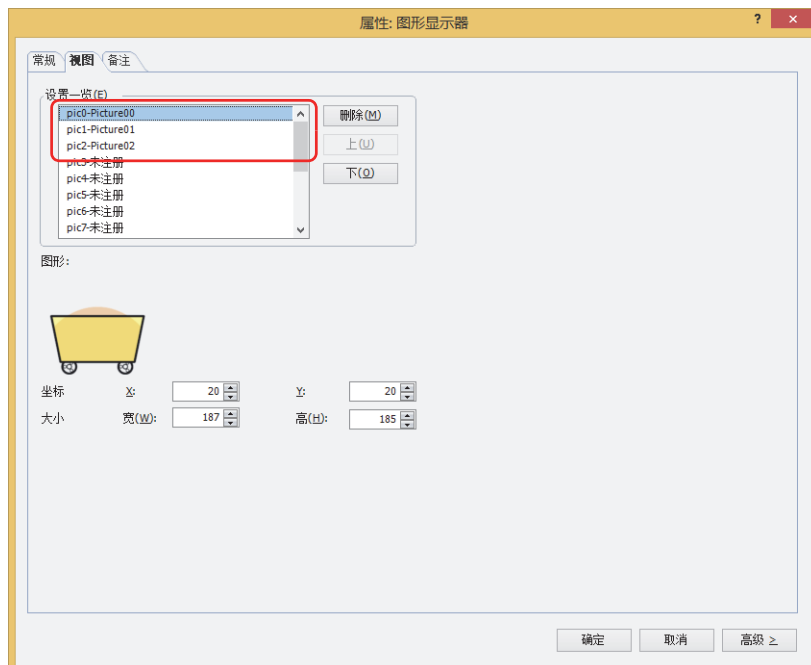 属性: 图形显示器
? ×
常规 视图 备注
设置一览(E)
pic0-Picture00
pic1-Picture01
pic2-Picture02
pic3-未注册
pic4-未注册
pic5-未注册
pic6-未注册
pic7-未注册
删除(M)
上(U)
下(O)
图形:
坐标 X: 20 Y: 20
大小 宽(W): 187 高(H): 185
确定 取消 高级 >